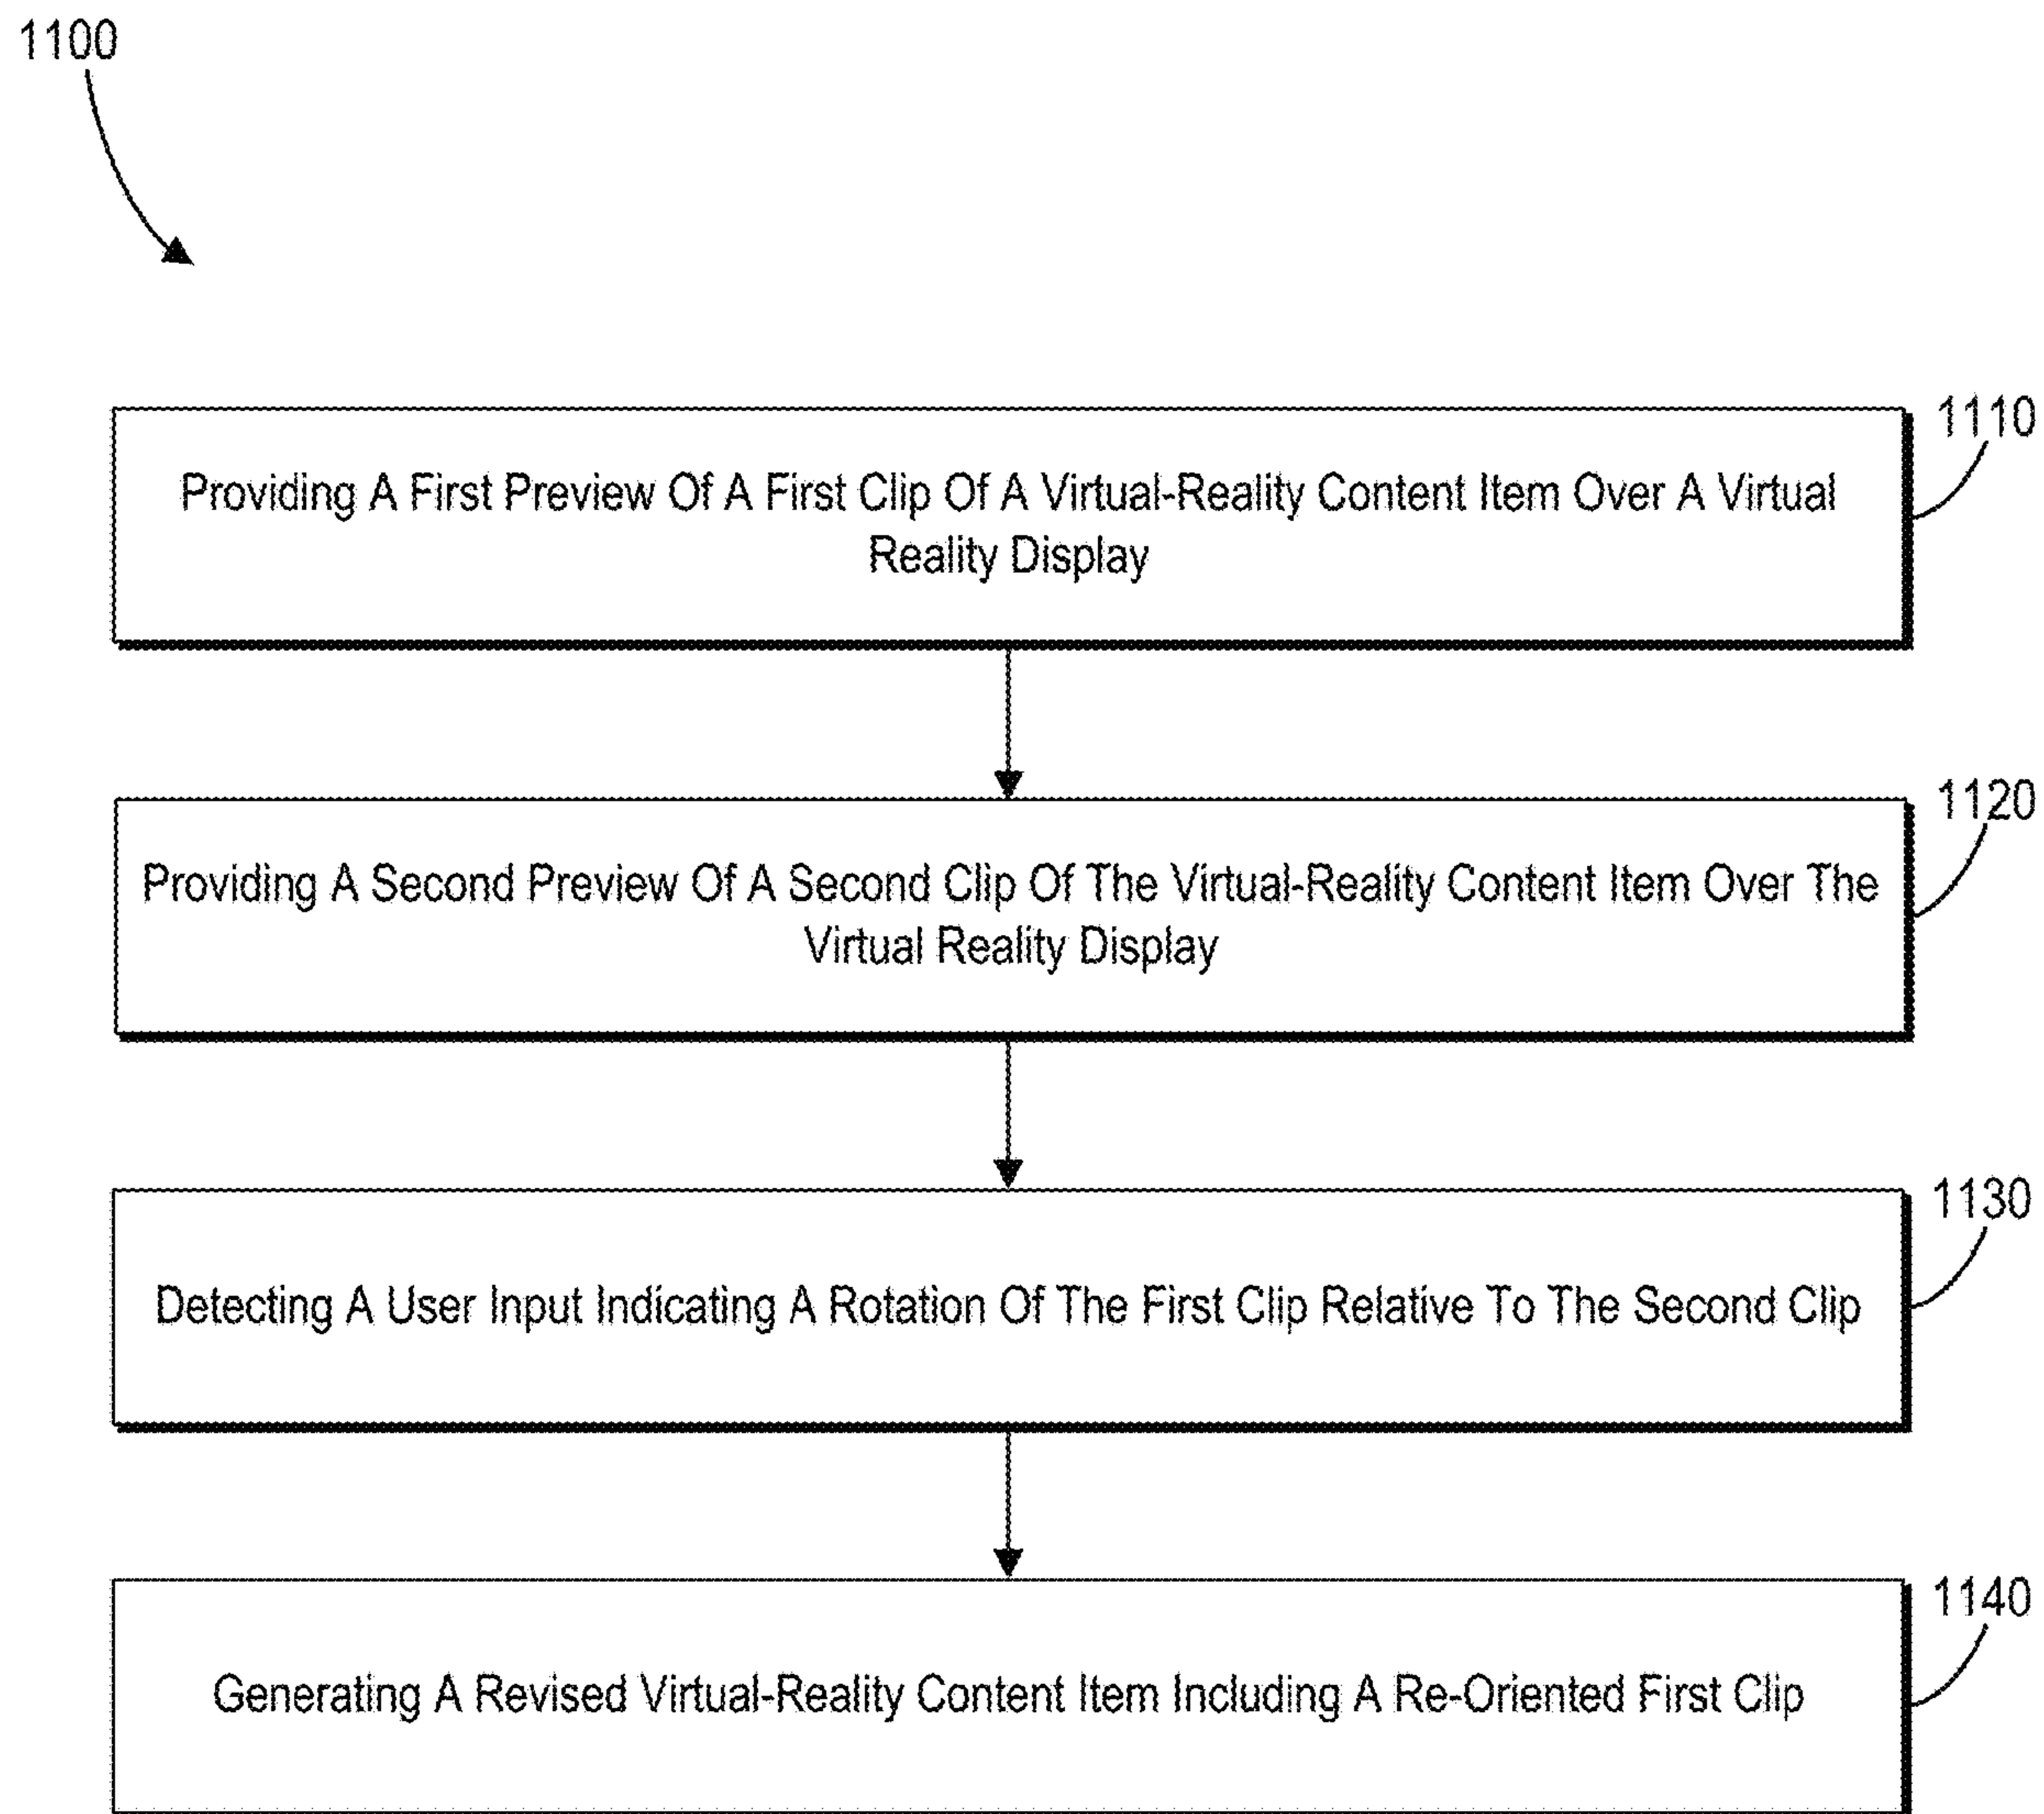 1100
1110
Providing A First Preview Of A First Clip Of A Virtual-Reality Content Item Over A Virtual
Reality Display
1120
Providing A Second Preview Of A Second Clip Of The Virtual-Reality Content Item Over The
Virtual Reality Display
1130
Detecting A User Input Indicating A Rotation Of The First Clip Relative To The Second Clip
1140
Generating A Revised Virtual-Reality Content Item Including A Re-Oriented First Clip